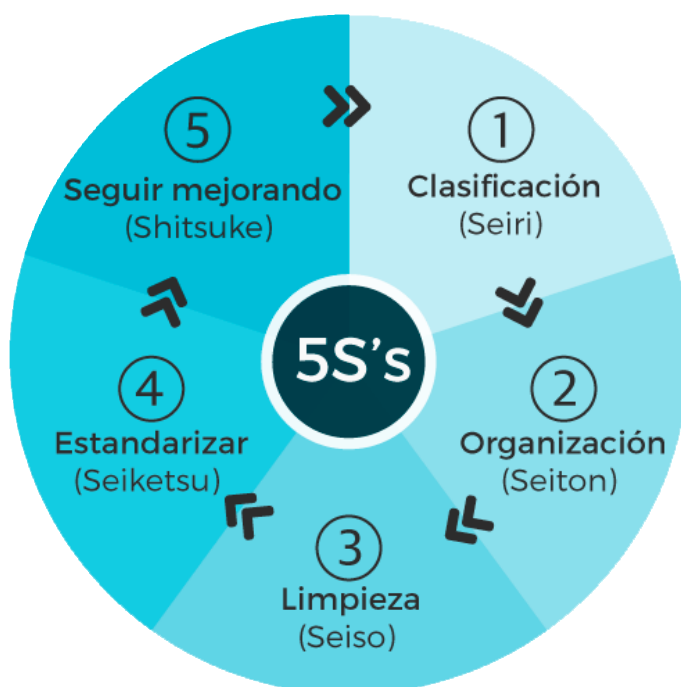 1
Clasificación
(Seiri)
2
Organización
(Seiton)
3
Limpieza
(Seiso)
4
Estandarizar
(Seiketsu)
5
Seguir mejorando
(Shitsuke)
5S's